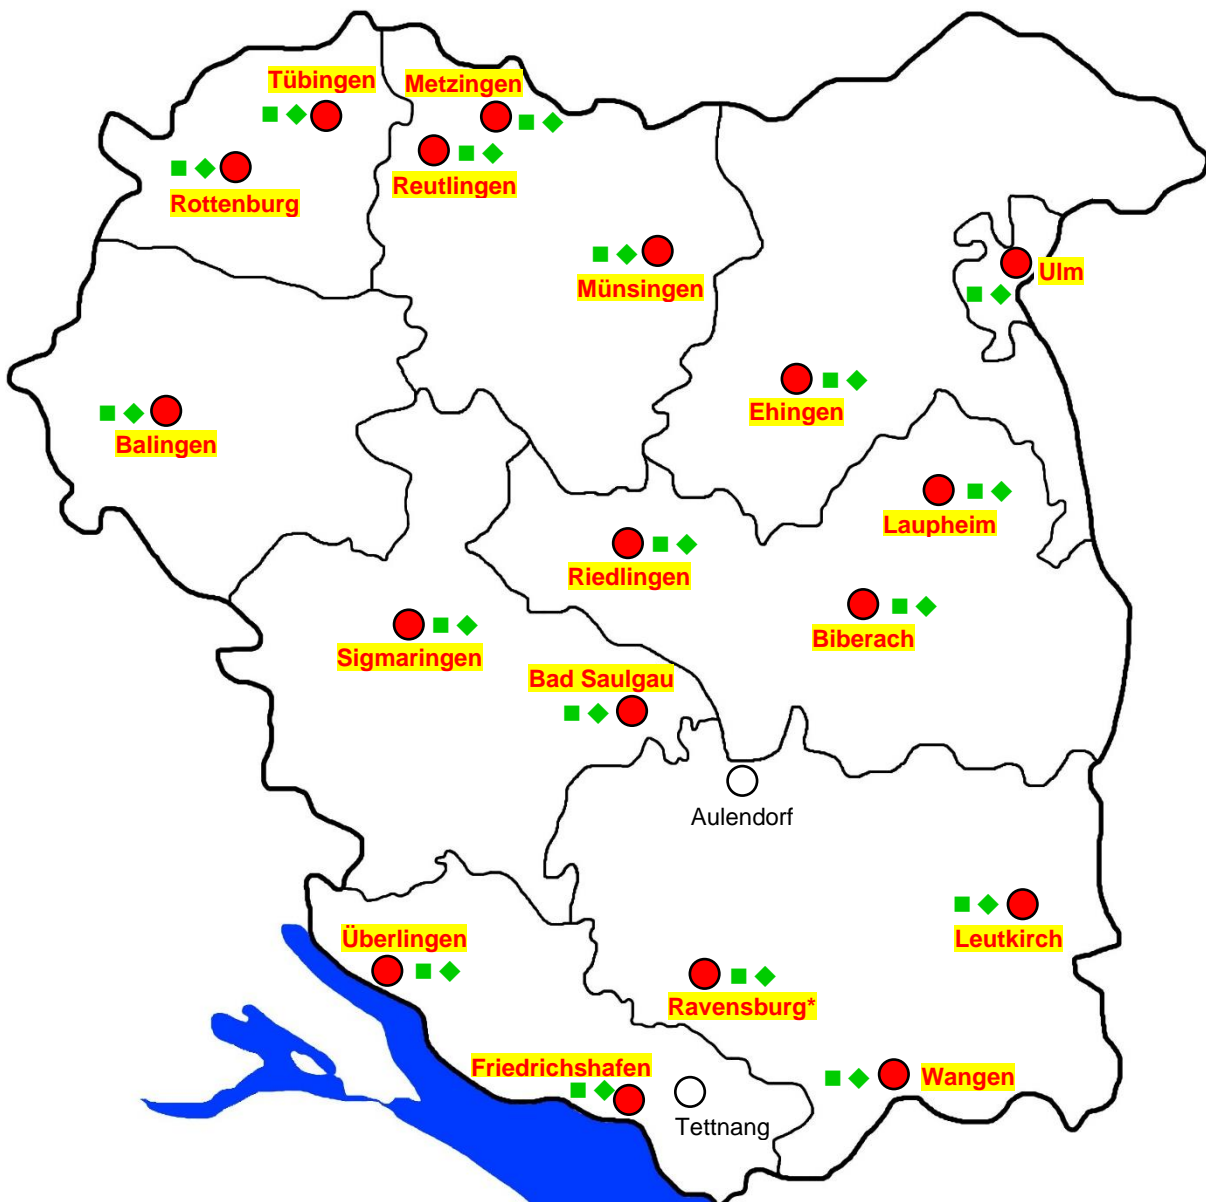 Tübingen
Metzingen
Reutlingen
Rottenburg
Münsingen
Ulm
Ehingen
Balingen
Laupheim
Riedlingen
Biberach
Sigmaringen
Bad Saulgau
Aulendorf
Leutkirch
Überlingen
Ravensburg*
Friedrichshafen
Wangen
Tettnang